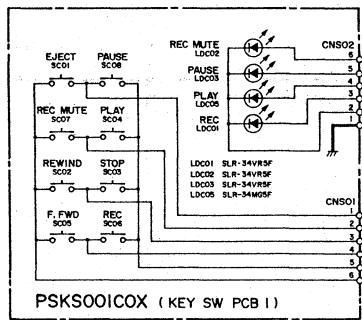 EJECT PAUSE
SC01 SC08
REC MUTE PLAY
SC07 SC04
REWIND STOP
SC02 SC03
F. FWD REC
SC05 SC06
REC MUTE
LDC02
PAUSE
LDC03
PLAY
LDC05
REC
LDC01
CNS02
6
5
4
3
2
1
LDC01 SLR-34VR5F
LDC02 SLR-34VR5F
LDC03 SLR-34VR5F
LDC05 SLR-34MG5F
CNS01
1
2
3
4
5
6
PSKS001COX ( KEY SW PCB 1 )